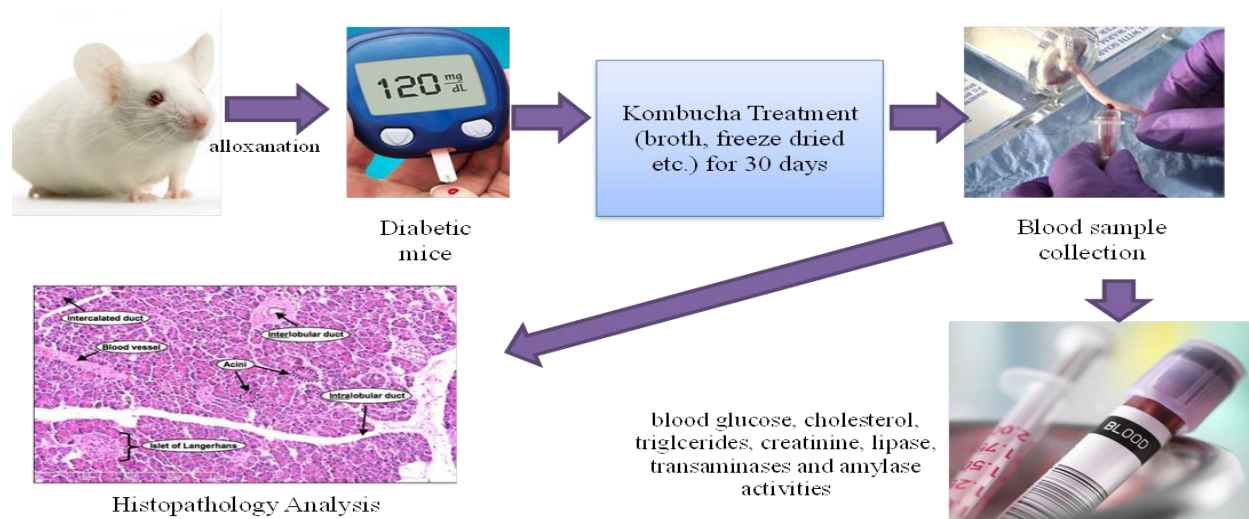 alloxanation
120 mg
dL
Diabetic
mice
Kombucha Treatment
(broth, freeze dried
etc.) for 30 days
Blood sample
collection
Intercalated duct
Interlobular duct
Blood vessel
Acini
Intralobular duct
Islet of Langerhans
Histopathology Analysis
blood glucose, cholesterol,
triglcerides, creatinine, lipase,
transaminases and amylase
activities
BLOOD